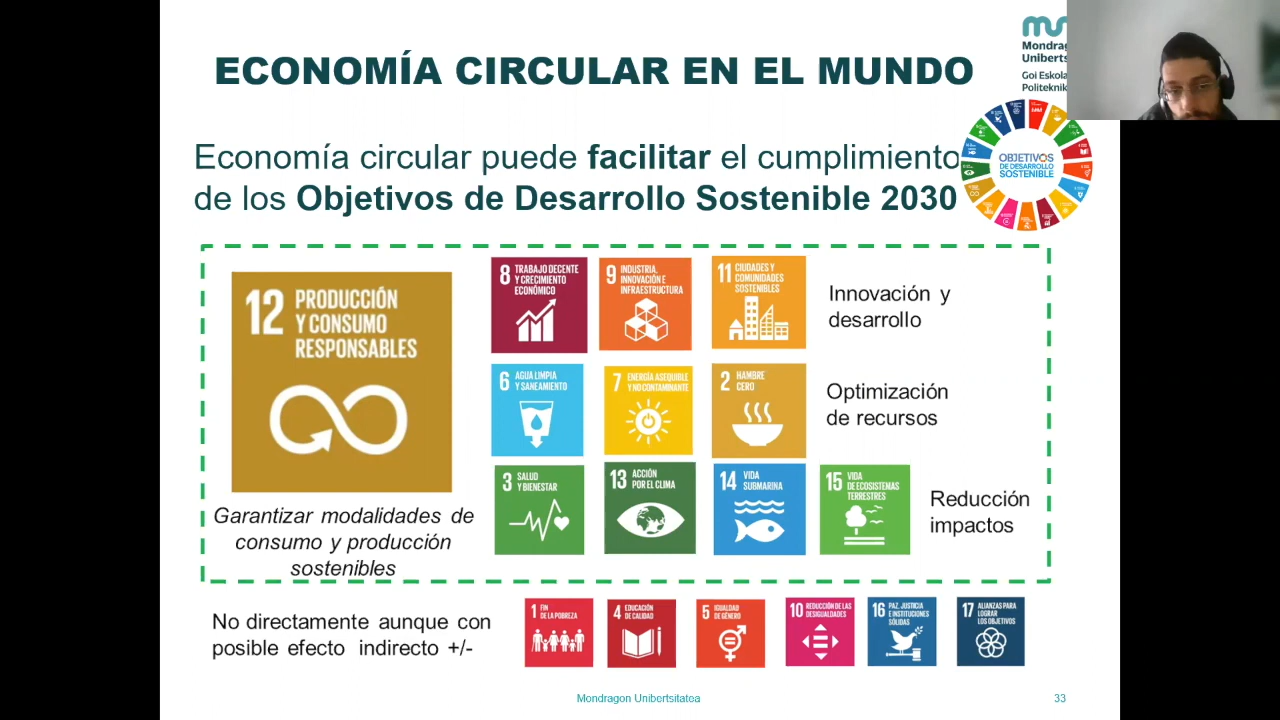 ECONOMÍA CIRCULAR EN EL MUNDO
Mondrag
Uniberts
Goi Eskola
Politeknik
Economía circular puede facilitar el cumplimiento
de los Objetivos de Desarrollo Sostenible 2030
OBJETIVOS
DE DESARROLLO
SOSTENIBLE
12 PRODUCCIÓN
Y CONSUMO
RESPONSABLES
Garantizar modalidades de
consumo y producción
sostenibles
8 TRABAJO DECENTE
Y CRECIMIENTO
ECONÓMICO
9 INDUSTRIA,
INNOVACIÓN E
INFRAESTRUCTURA
11 CIUDADES Y
COMUNIDADES
SOSTENIBLES
Innovación y
desarrollo
6 AGUA LIMPIA
Y SANEAMIENTO
7 ENERGÍA ASEQUIBLE
Y NO CONTAMINANTE
2 HAMBRE
CERO
Optimización
de recursos
3 SALUD
Y BIENESTAR
13 ACCIÓN
POR EL CLIMA
14 VIDA
SUBMARINA
15 VIDA
DE ECOSISTEMAS
TERRESTRES
Reducción
impactos
No directamente aunque con
posible efecto indirecto +/-
1 FIN
DE LA POBREZA
4 EDUCACIÓN
DE CALIDAD
5 IGUALDAD
DE GÉNERO
10 REDUCCIÓN DE LAS
DESIGUALDADES
16 PAZ, JUSTICIA
E INSTITUCIONES
SÓLIDAS
17 ALIANZAS PARA
LOGRAR
LOS OBJETIVOS
Mondragon Unibertsitatea
33